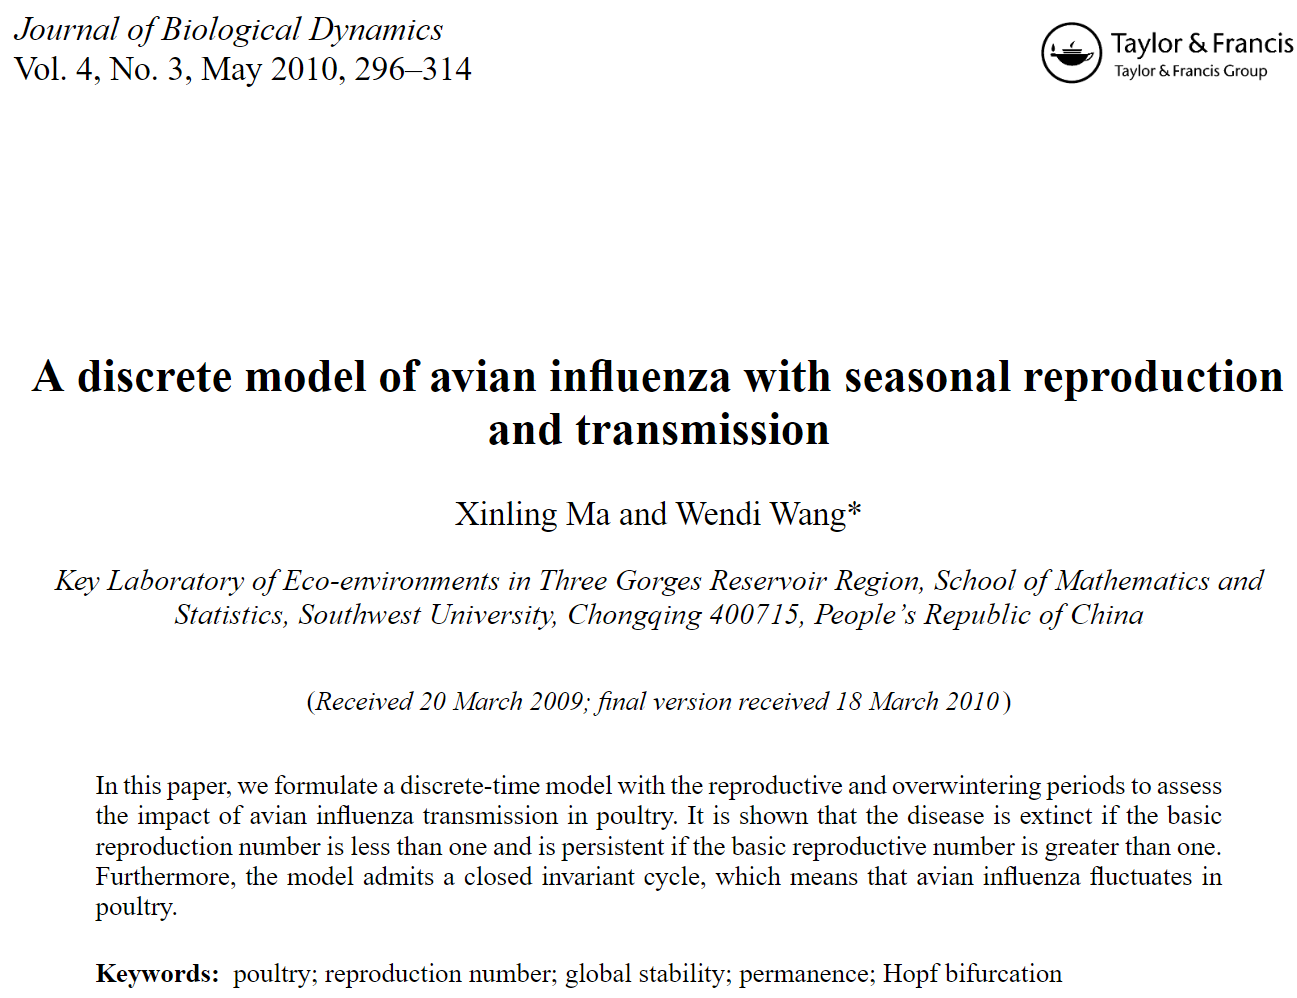 Journal of Biological Dynamics
Vol. 4, No. 3, May 2010, 296–314
Taylor & Francis
Taylor & Francis Group
A discrete model of avian influenza with seasonal reproduction
and transmission
Xinling Ma and Wendi Wang*
Key Laboratory of Eco-environments in Three Gorges Reservoir Region, School of Mathematics and
Statistics, Southwest University, Chongqing 400715, People’s Republic of China
(Received 20 March 2009; final version received 18 March 2010)
In this paper, we formulate a discrete-time model with the reproductive and overwintering periods to assess
the impact of avian influenza transmission in poultry. It is shown that the disease is extinct if the basic
reproduction number is less than one and is persistent if the basic reproductive number is greater than one.
Furthermore, the model admits a closed invariant cycle, which means that avian influenza fluctuates in
poultry.
Keywords: poultry; reproduction number; global stability; permanence; Hopf bifurcation